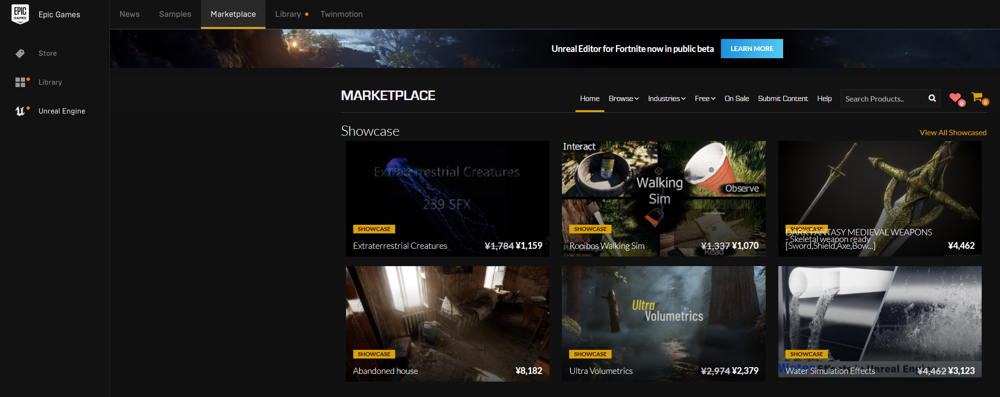 EPIC
GAMES
Epic Games
News
Samples
Marketplace
Library
Twinmotion
Store
Library
Unreal Engine
Unreal Editor for Fortnite now in public beta
LEARN MORE
MARKETPLACE
Home
Browse
Industries
Free
On Sale
Submit Content
Help
Search Products..
0
0
Showcase
View All Showcased
Extraterrestrial Creatures
239 SFX
SHOWCASE
Extraterrestrial Creatures
¥1,784 ¥1,159
Interact
Walking
Sim
Observe
SHOWCASE
Rooibos Walking Sim
¥1,337 ¥1,070
Play Dialogue
Read
SHOWCASE
DARK FANTASY MEDIEVAL WEAPONS
- Skeletal weapon ready
[Sword,Shield,Axe,Bow...]
¥4,462
SHOWCASE
Abandoned house
¥8,182
Ultra
Volumetrics
SHOWCASE
Ultra Volumetrics
¥2,974 ¥2,379
SHOWCASE
Water Simulation Effects
¥4,462 ¥3,123
Water Effects in Unreal Engine